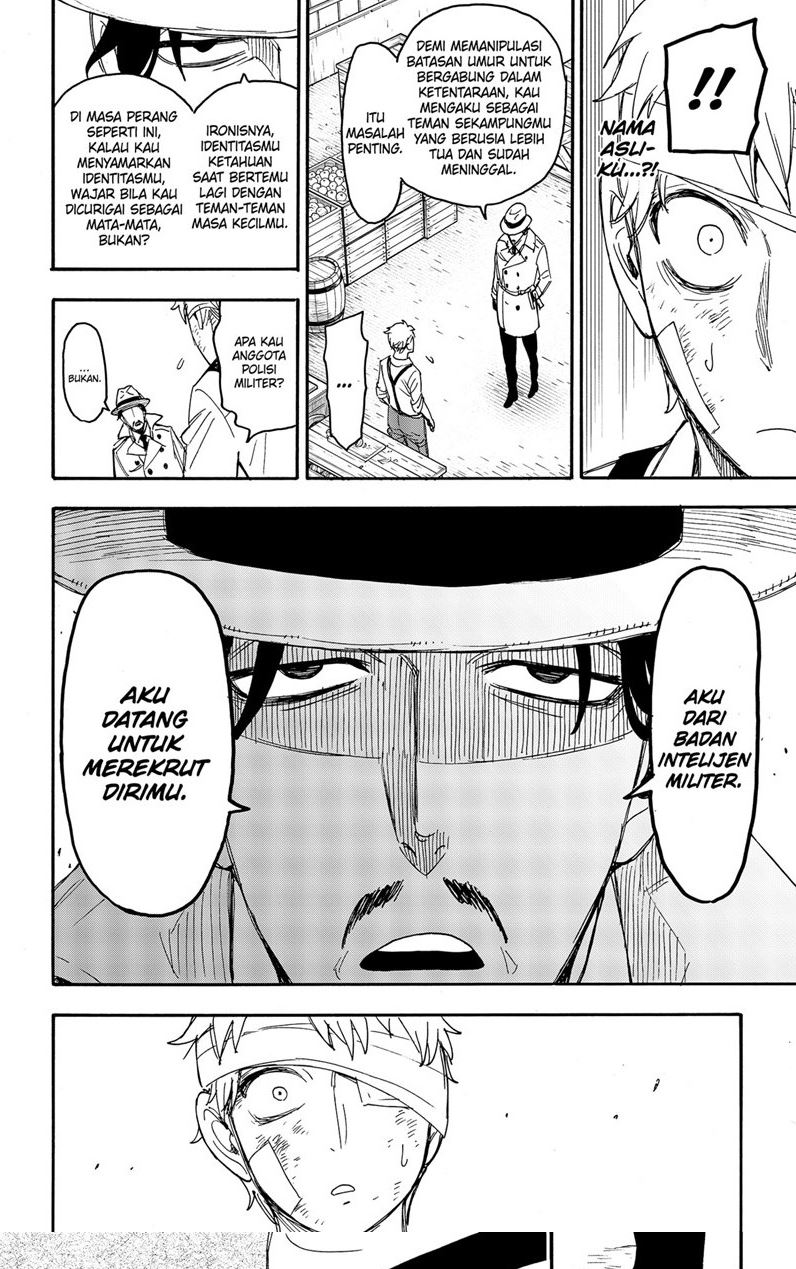 !!
NAMA
ASLI-
KU...?!
DEMI MEMANIPULASI
BATASAN UMUR UNTUK
BERGABUNG DALAM
KETENTARAAN, KAU
MENGAKU SEBAGAI
TEMAN SEKAMPUNGMU
YANG BERUSIA LEBIH
TUA DAN SUDAH
MENINGGAL.
ITU
MASALAH
PENTING.
...
IRONISNYA,
IDENTITASMU
KETAHUAN
SAAT BERTEMU
LAGI DENGAN
TEMAN-TEMAN
MASA KECILMU.
DI MASA PERANG
SEPERTI INI,
KALAU KAU
MENYAMARKAN
IDENTITASMU,
WAJAR BILA KAU
DICURIGAI SEBAGAI
MATA-MATA,
BUKAN?
APA KAU
ANGGOTA
POLISI
MILITER?
...
BUKAN.
AKU
DARI
BADAN
INTELIJEN
MILITER.
AKU
DATANG
UNTUK
MEREKRUT
DIRIMU.